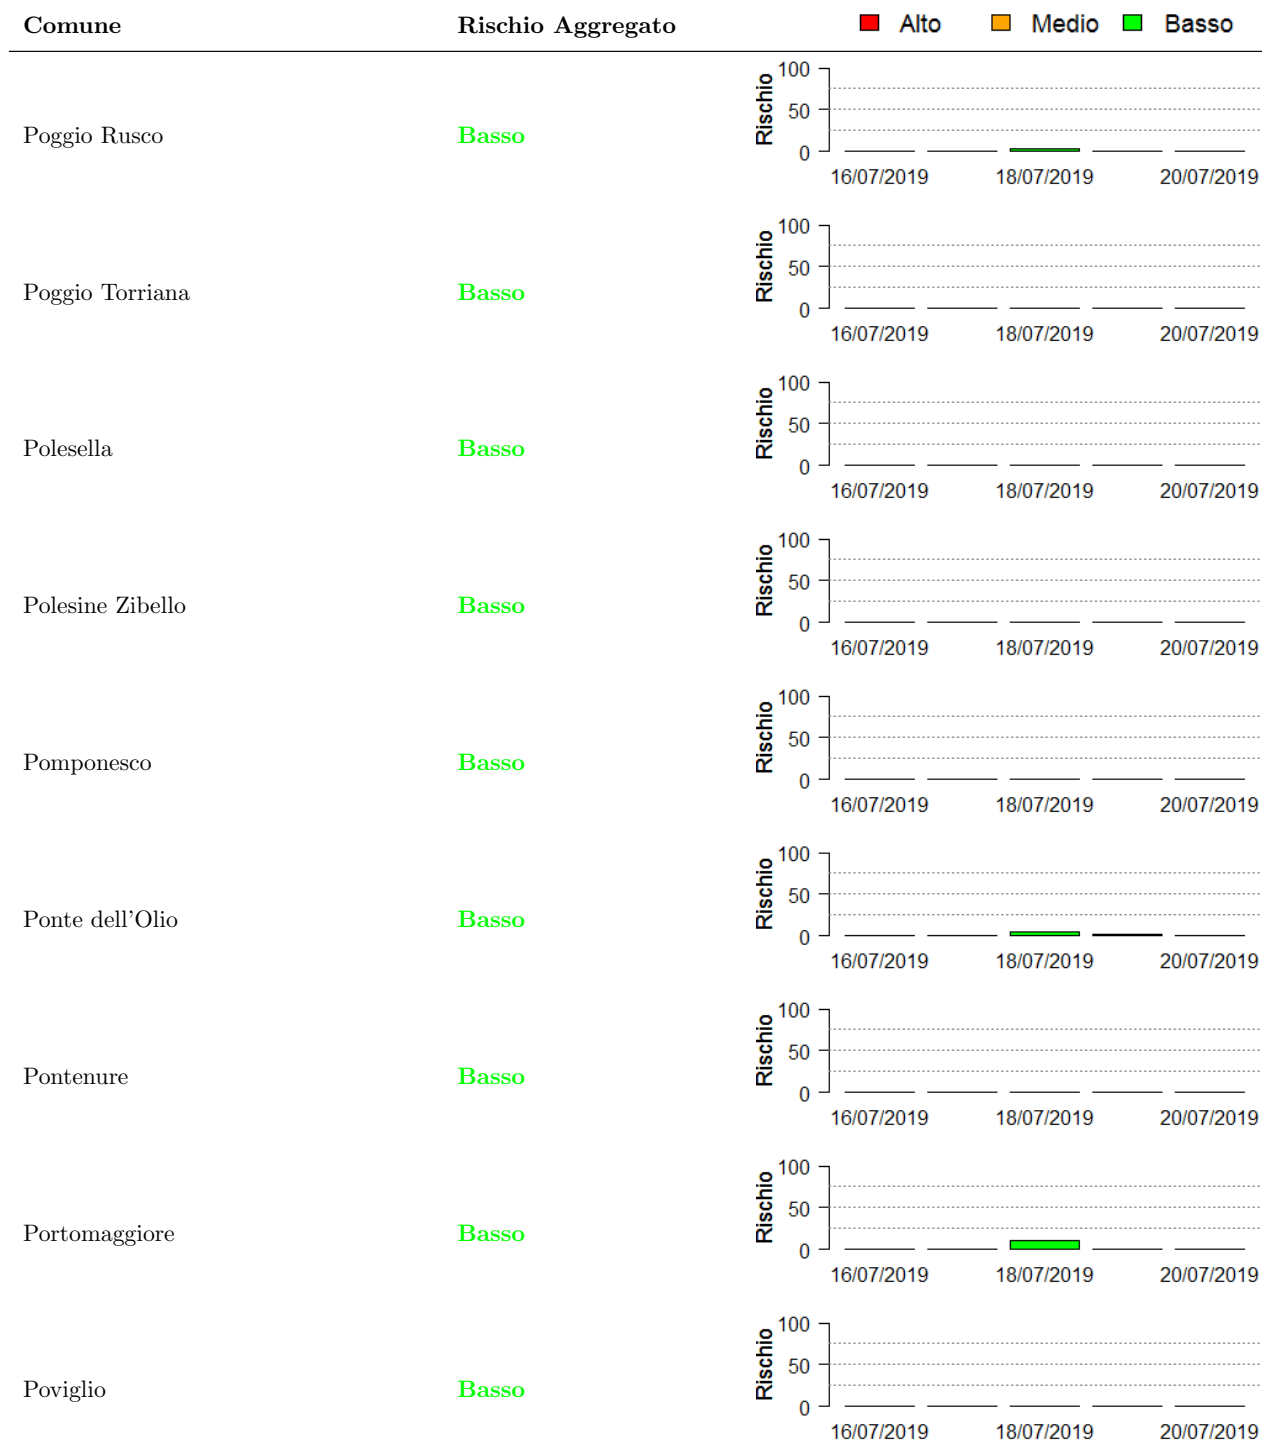 Comune Rischio Aggregato Alto Medio Basso
100
Rischio
50
Poggio Rusco Basso
0
16/07/2019 18/07/2019 20/07/2019
100
Rischio
50
Poggio Torriana Basso
0
16/07/2019 18/07/2019 20/07/2019
100
Rischio
50
Polesella Basso
0
16/07/2019 18/07/2019 20/07/2019
100
Rischio
50
Polesine Zibello Basso
0
16/07/2019 18/07/2019 20/07/2019
100
Rischio
50
Pomponesco Basso
0
16/07/2019 18/07/2019 20/07/2019
100
Rischio
50
Ponte dell'Olio Basso
0
16/07/2019 18/07/2019 20/07/2019
100
Rischio
50
Pontenure Basso
0
16/07/2019 18/07/2019 20/07/2019
100
Rischio
50
Portomaggiore Basso
0
16/07/2019 18/07/2019 20/07/2019
100
Rischio
50
Poviglio Basso
0
16/07/2019 18/07/2019 20/07/2019